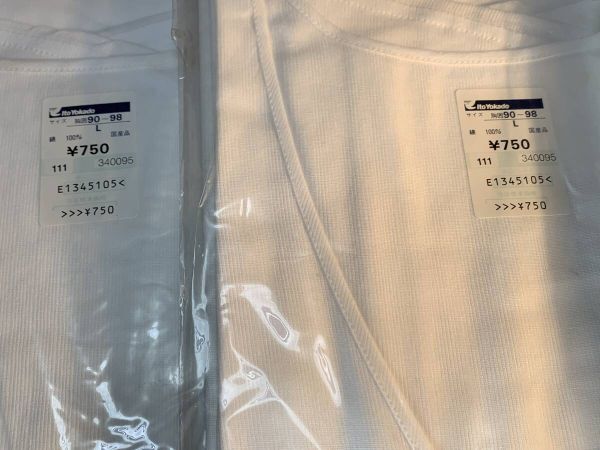 Ito Yokado
サイズ 胸囲90-98
L
綿 100% 国産品
¥750
111 340095
E1345105<
>>>¥750
Ito Yokado
サイズ 胸囲90-98
L
綿 100% 国産品
¥750
111 340095
E1345105<
>>>¥750